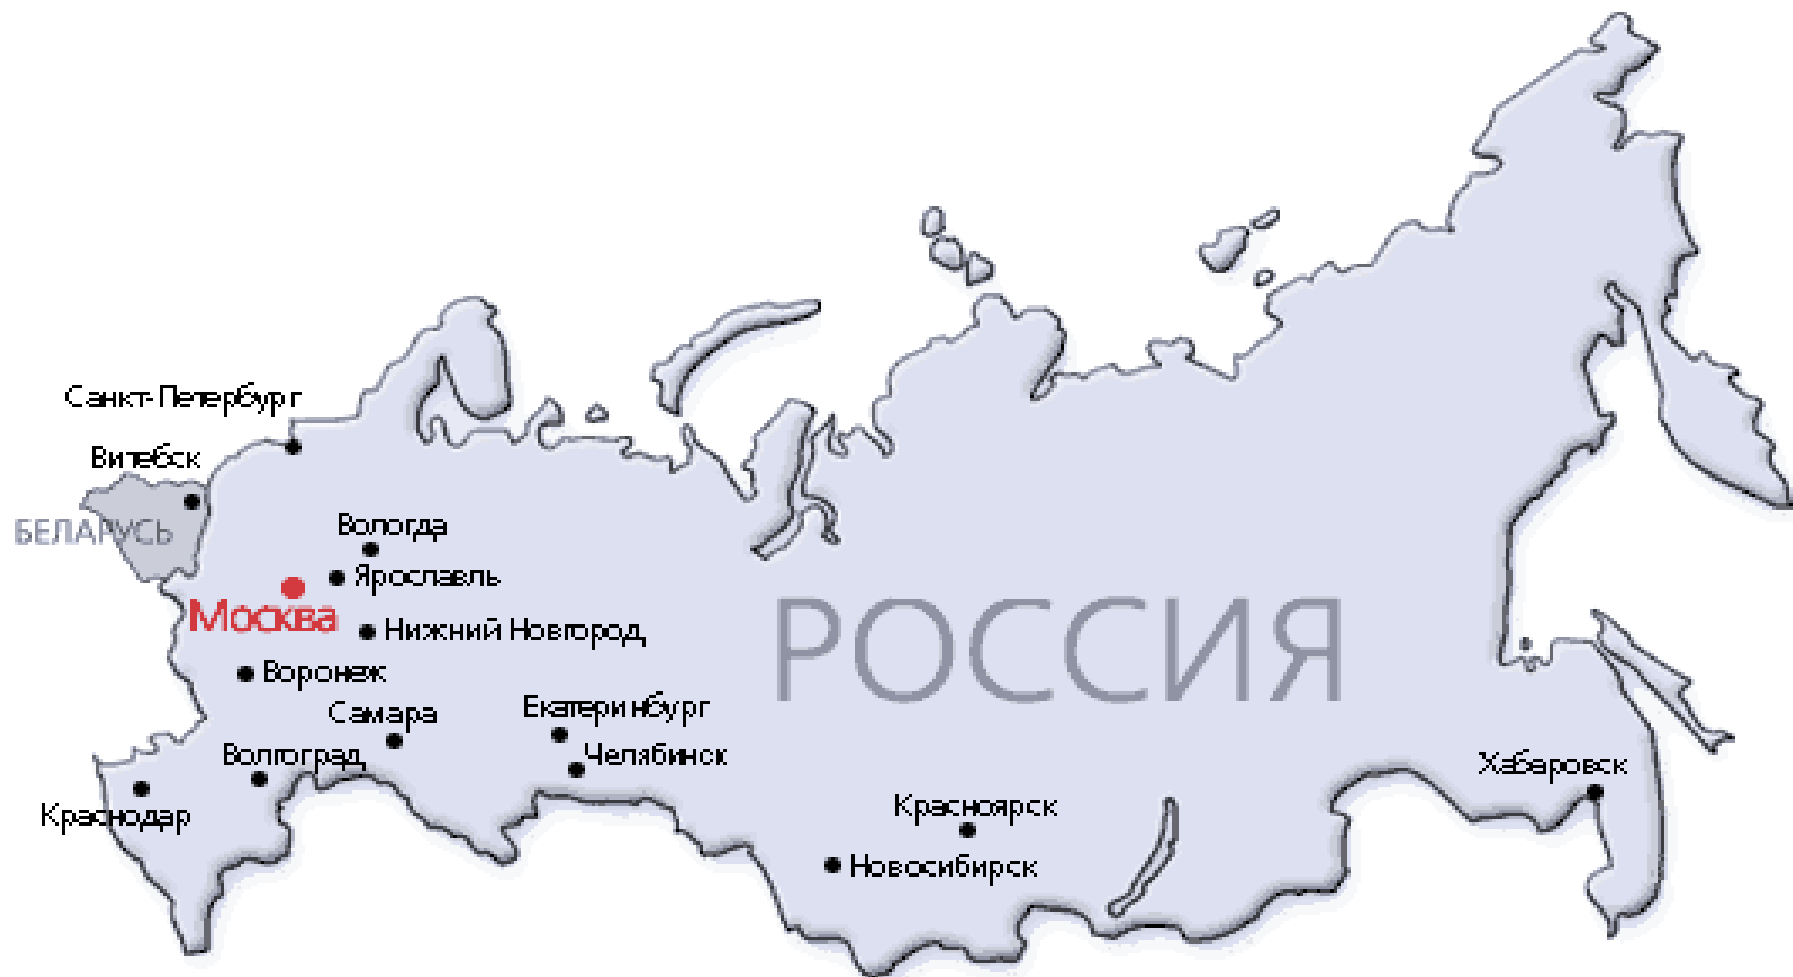 Санкт-Петербург
Витебск
БЕЛАРУСЬ
Вологда
Ярославль
Москва
РОССИЯ
Нижний Новгород
Воронеж
Самара
Екатеринбург
Волгоград
Челябинск
Хабаровск
Краснодар
Красноярск
Новосибирск